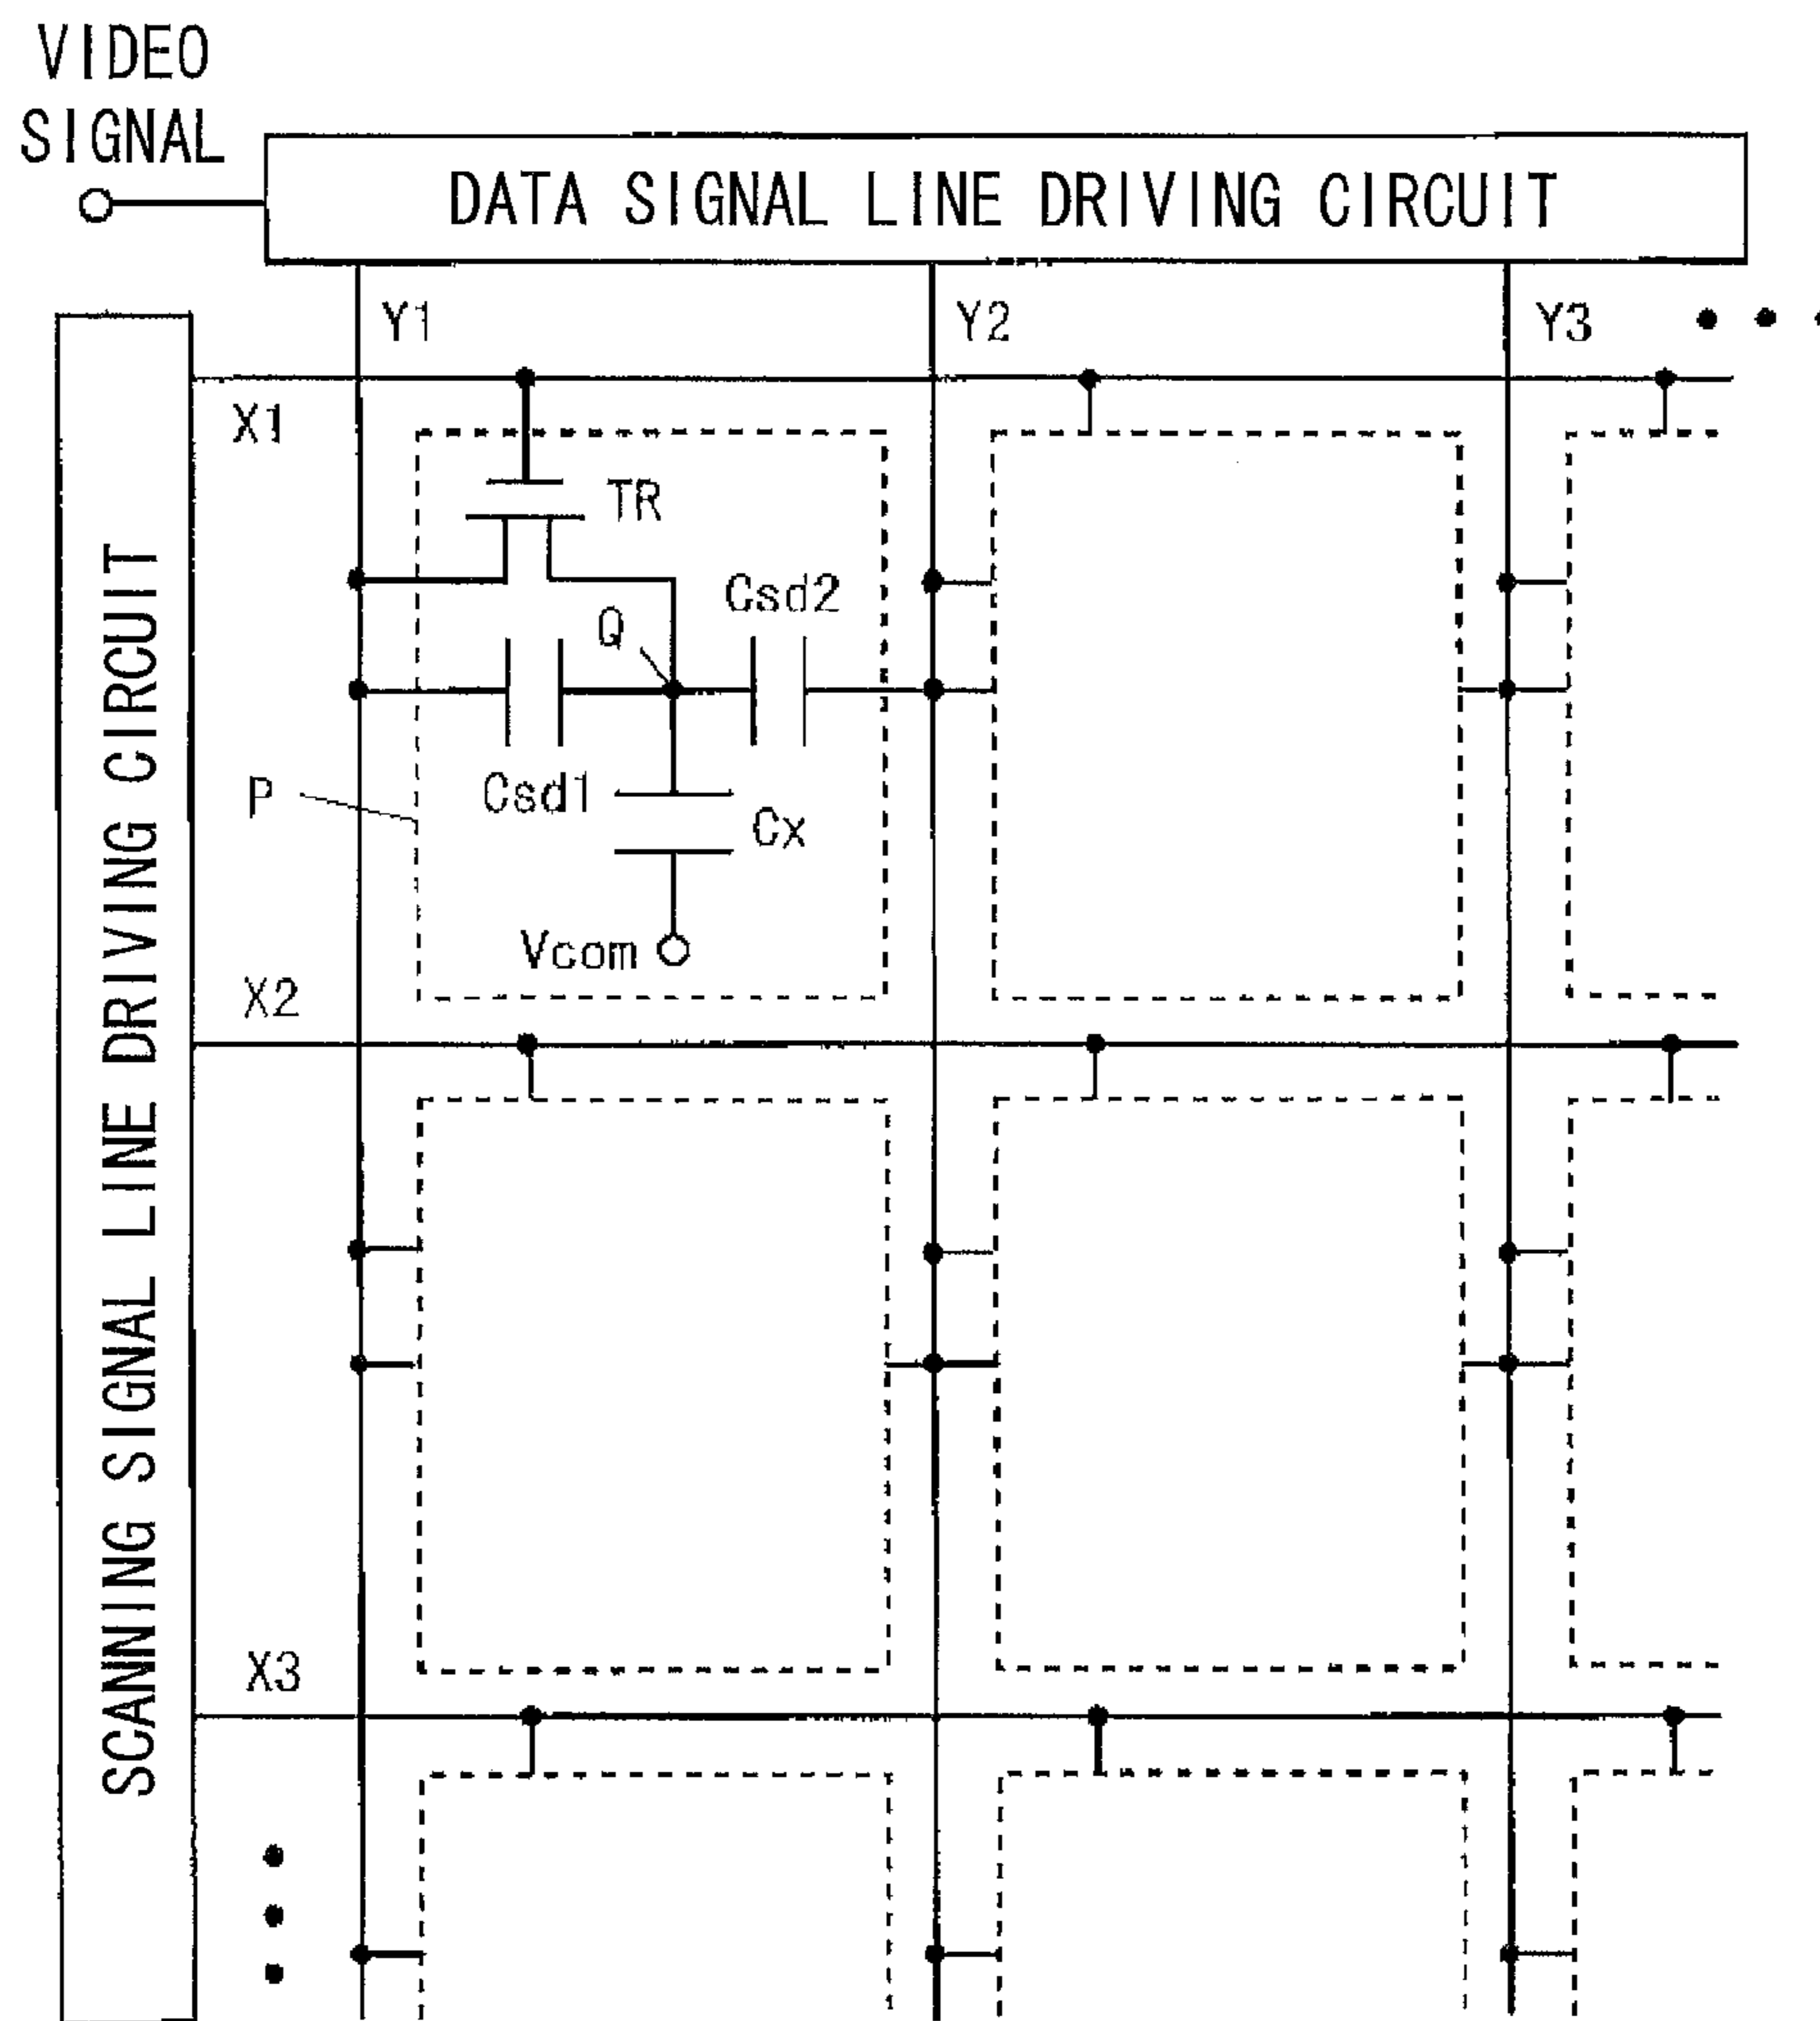 VIDEO
SIGNAL
DATA SIGNAL LINE DRIVING CIRCUIT
Y1
Y2
Y3
X1
TR
Csd2
Q
P
Csd1
Cx
Vcom
X2
SCANNING SIGNAL LINE DRIVING CIRCUIT
X3